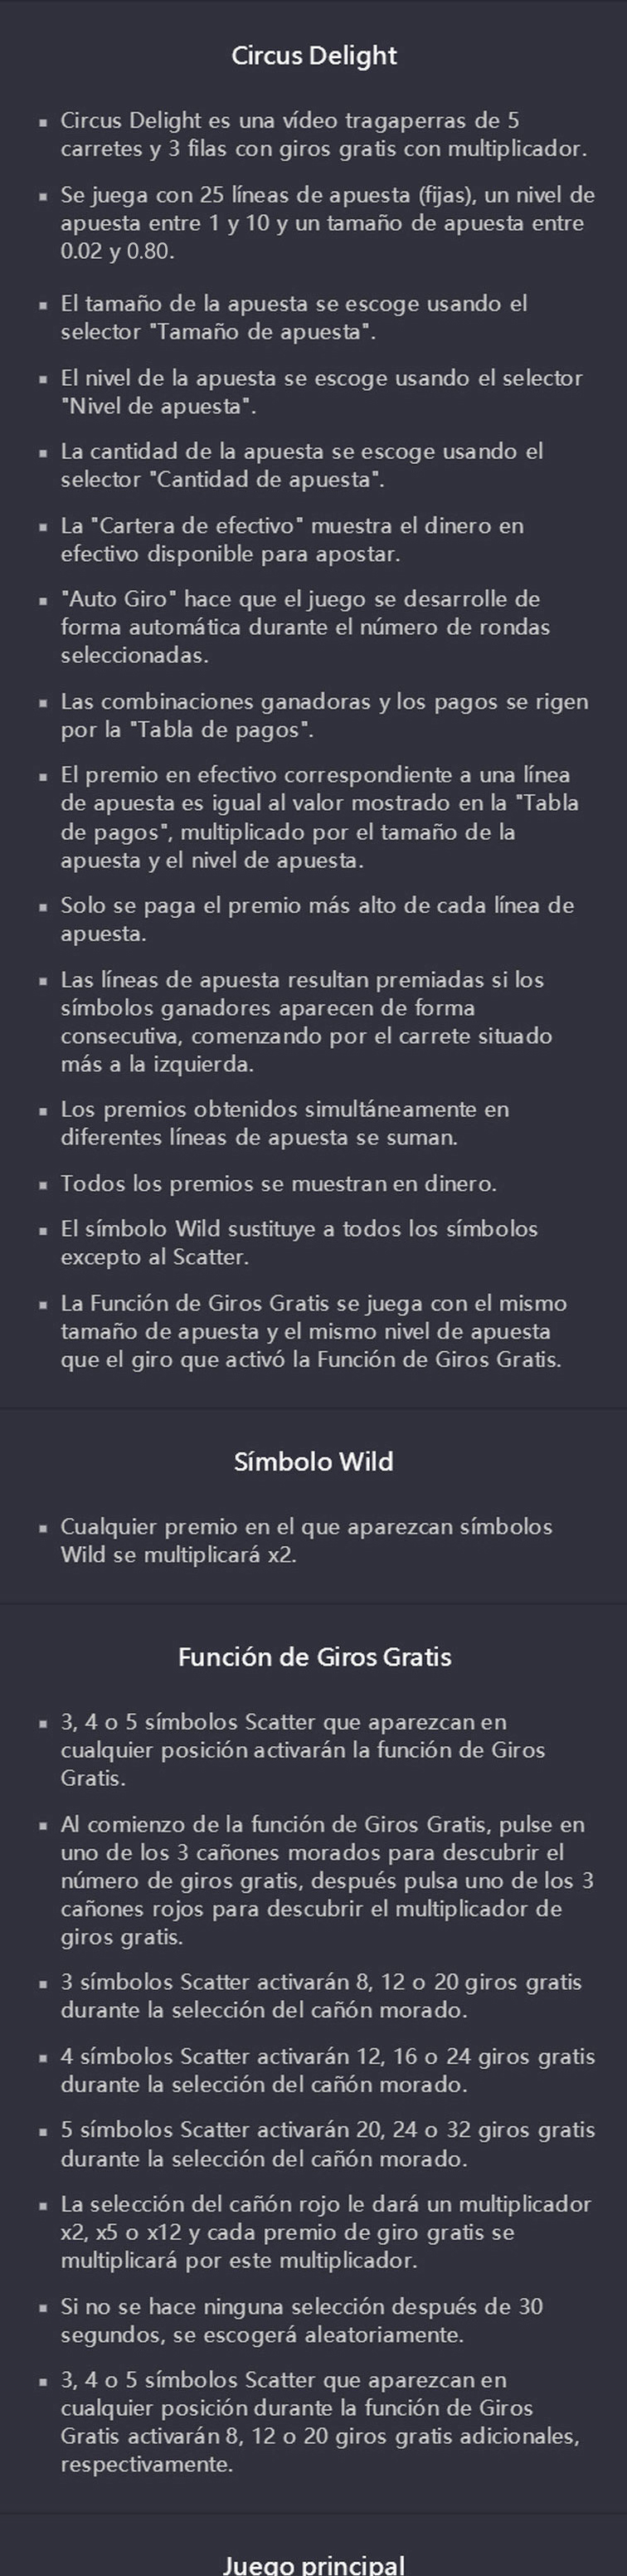 Circus Delight
▪ Circus Delight es una vídeo tragaperras de 5
carretes y 3 filas con giros gratis con multiplicador.
▪ Se juega con 25 líneas de apuesta (fijas), un nivel de
apuesta entre 1 y 10 y un tamaño de apuesta entre
0.02 y 0.80.
▪ El tamaño de la apuesta se escoge usando el
selector "Tamaño de apuesta".
▪ El nivel de la apuesta se escoge usando el selector
"Nivel de apuesta".
▪ La cantidad de la apuesta se escoge usando el
selector "Cantidad de apuesta".
▪ La "Cartera de efectivo" muestra el dinero en
efectivo disponible para apostar.
▪ "Auto Giro" hace que el juego se desarrolle de
forma automática durante el número de rondas
seleccionadas.
▪ Las combinaciones ganadoras y los pagos se rigen
por la "Tabla de pagos".
▪ El premio en efectivo correspondiente a una línea
de apuesta es igual al valor mostrado en la "Tabla
de pagos", multiplicado por el tamaño de la
apuesta y el nivel de apuesta.
▪ Solo se paga el premio más alto de cada línea de
apuesta.
▪ Las líneas de apuesta resultan premiadas si los
símbolos ganadores aparecen de forma
consecutiva, comenzando por el carrete situado
más a la izquierda.
▪ Los premios obtenidos simultáneamente en
diferentes líneas de apuesta se suman.
▪ Todos los premios se muestran en dinero.
▪ El símbolo Wild sustituye a todos los símbolos
excepto al Scatter.
▪ La Función de Giros Gratis se juega con el mismo
tamaño de apuesta y el mismo nivel de apuesta
que el giro que activó la Función de Giros Gratis.
Símbolo Wild
▪ Cualquier premio en el que aparezcan símbolos
Wild se multiplicará x2.
Función de Giros Gratis
▪ 3, 4 o 5 símbolos Scatter que aparezcan en
cualquier posición activarán la función de Giros
Gratis.
▪ Al comienzo de la función de Giros Gratis, pulse en
uno de los 3 cañones morados para descubrir el
número de giros gratis, después pulsa uno de los 3
cañones rojos para descubrir el multiplicador de
giros gratis.
▪ 3 símbolos Scatter activarán 8, 12 o 20 giros gratis
durante la selección del cañón morado.
▪ 4 símbolos Scatter activarán 12, 16 o 24 giros gratis
durante la selección del cañón morado.
▪ 5 símbolos Scatter activarán 20, 24 o 32 giros gratis
durante la selección del cañón morado.
▪ La selección del cañón rojo le dará un multiplicador
x2, x5 o x12 y cada premio de giro gratis se
multiplicará por este multiplicador.
▪ Si no se hace ninguna selección después de 30
segundos, se escogerá aleatoriamente.
▪ 3, 4 o 5 símbolos Scatter que aparezcan en
cualquier posición durante la función de Giros
Gratis activarán 8, 12 o 20 giros gratis adicionales,
respectivamente.
Juego principal